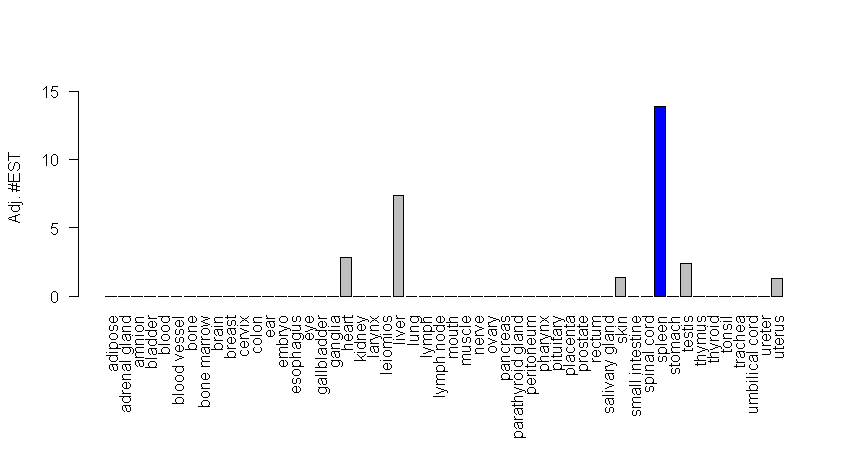 Adj. #EST
15
10
5
0
adipose
adrenal gland
amnion
bladder
blood
blood vessel
bone
bone marrow
brain
breast
cervix
colon
ear
embryo
esophagus
eye
gallbladder
ganglia
heart
kidney
larynx
leiomios
liver
lung
lymph
lymph node
mouth
muscle
nerve
ovary
pancreas
parathyroid gland
peritoneum
pharynx
pituitary
placenta
prostate
rectum
salivary gland
skin
small intestine
spinal cord
spleen
stomach
testis
thymus
thyroid
tonsil
trachea
umbilical cord
ureter
uterus